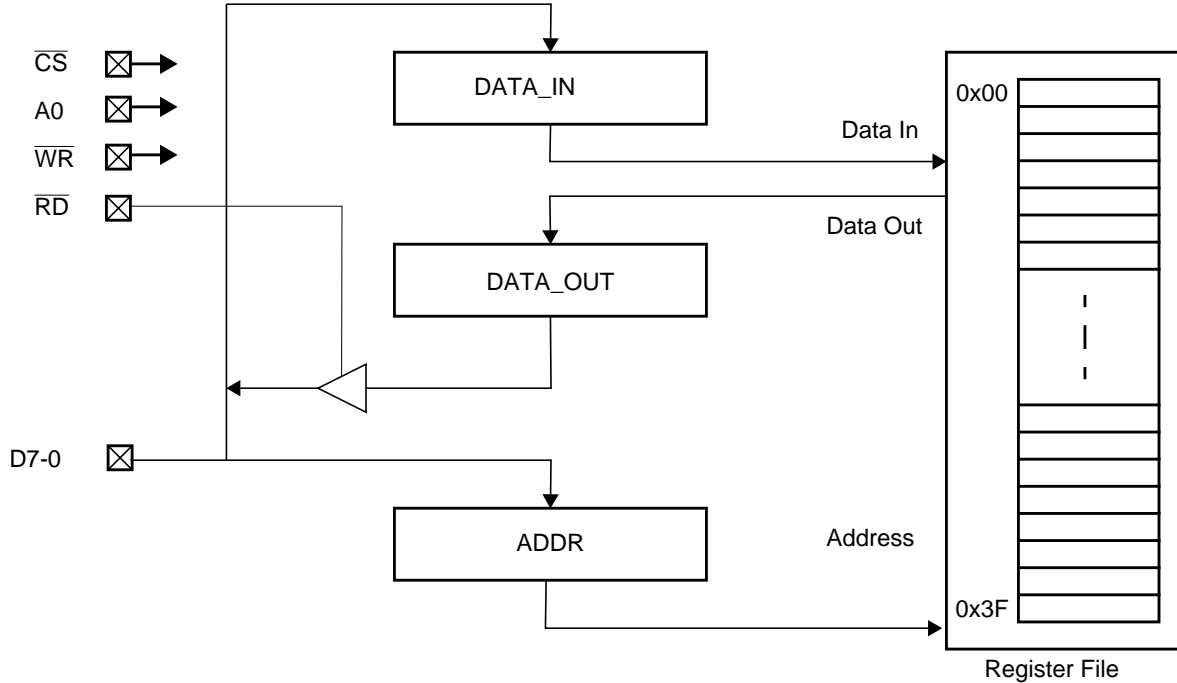 CS
A0
WR
RD
D7-0
DATA_IN
DATA_OUT
ADDR
Data In
Data Out
Address
0x00
0x3F
Register File